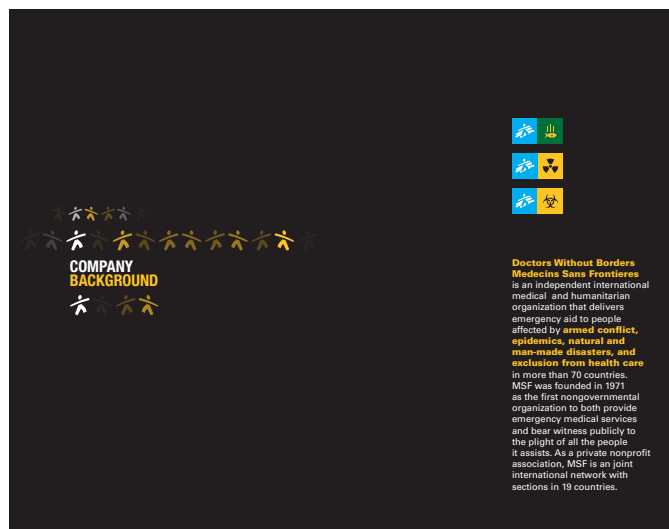 COMPANY
BACKGROUND
Doctors Without Borders
Medecins Sans Frontieres
is an independent international
medical and humanitarian
organization that delivers
emergency aid to people
affected by armed conflict,
epidemics, natural and
man-made disasters, and
exclusion from health care
in more than 70 countries.
MSF was founded in 1971
as the first nongovernmental
organization to both provide
emergency medical services
and bear witness publicly to
the plight of all the people
it assists. As a private nonprofit
association, MSF is an joint
international network with
sections in 19 countries.